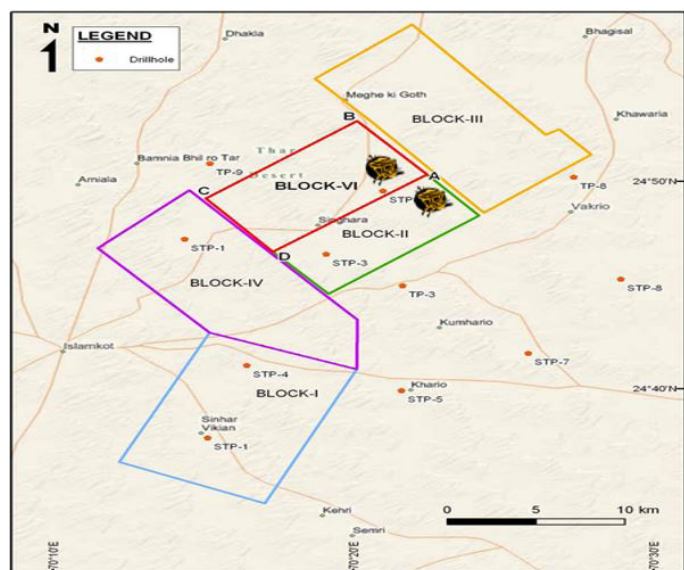 N
LEGEND
Drillhole
Dhakla
Bhagisal
Meghe ki Goth
B
BLOCK-III
Khawaria
Thar
Desert
Bamnia Bhil ro Tar
TP-9
A
Amiala
BLOCK-VI
STP
TP-8
24°50'
C
Vakrio
Singhara
BLOCK-II
STP-1
D
STP-3
BLOCK-IV
TP-3
STP-8
Kumhario
Islamkot
STP-7
STP-4
BLOCK-I
Khario
STP-5
24°40'
Sinhar
Vikian
STP-1
0 5 10 km
Kehri
Semri
70°10'
70°20'
70°30'